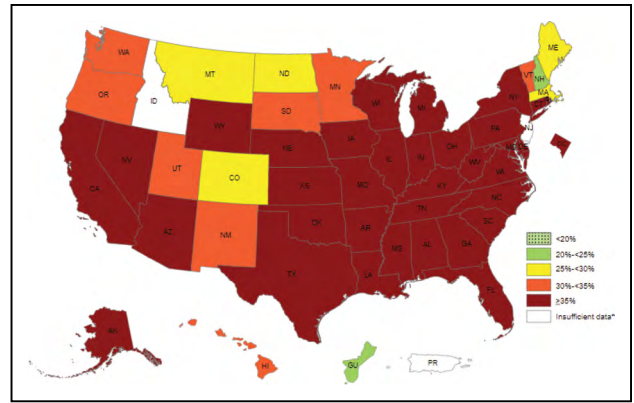 WA
ME
MT
ND
MN
VT
OR
NH
ID
SD
WI
MI
NY
MA
WY
CT
IA
PA
NJ
NE
NV
IL
IN
OH
UT
CO
WV
VA
CA
KS
MO
KY
NC
TN
AZ
NM
OK
AR
SC
MS
AL
GA
TX
LA
FL
<20%
20%-<25%
25%-<30%
30%-<35%
≥35%
Insufficient data*
AK
HI
GU
PR